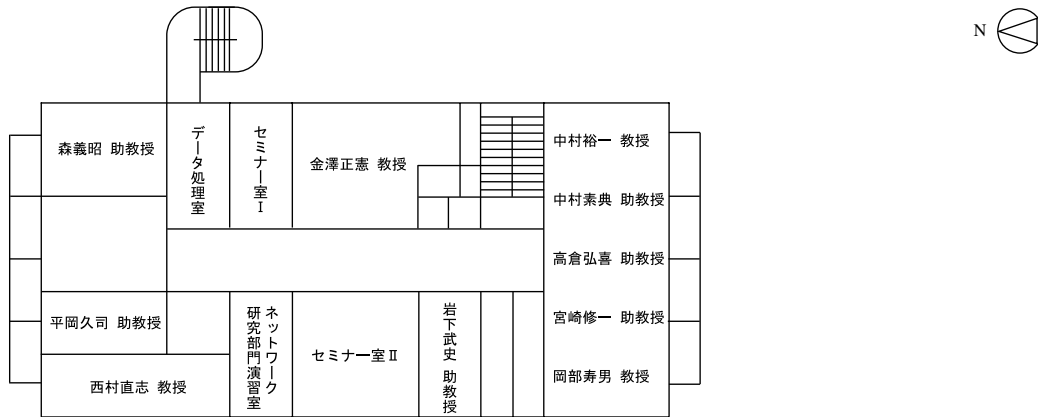 N
森義昭 助教授
データ処理室
セミナー室Ⅰ
金澤正憲 教授
中村裕一 教授
中村素典 助教授
高倉弘喜 助教授
宮崎修一 助教授
岡部寿男 教授
平岡久司 助教授
西村直志 教授
ネットワーク
研究部門演習室
セミナー室Ⅱ
岩下武史 助教授